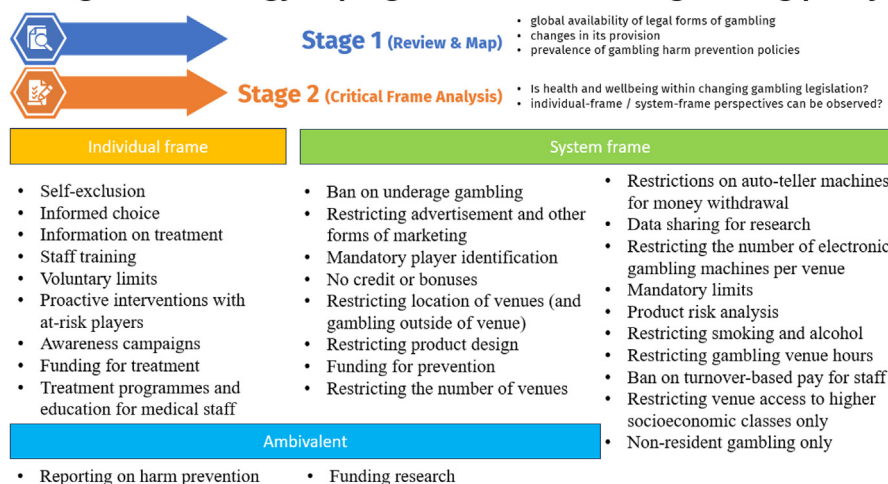 Stage 1 (Review & Map)
• global availability of legal forms of gambling
• changes in its provision
• prevalence of gambling harm prevention policies
Stage 2 (Critical Frame Analysis)
• Is health and wellbeing within changing gambling legislation?
• individual-frame / system-frame perspectives can be observed?
Individual frame
• Self-exclusion
• Informed choice
• Information on treatment
• Staff training
• Voluntary limits
• Proactive interventions with
at-risk players
• Awareness campaigns
• Funding for treatment
• Treatment programmes and
education for medical staff
System frame
• Ban on underage gambling
• Restricting advertisement and other
forms of marketing
• Mandatory player identification
• No credit or bonuses
• Restricting location of venues (and
gambling outside of venue)
• Restricting product design
• Funding for prevention
• Restricting the number of venues
• Restrictions on auto-teller machines
for money withdrawal
• Data sharing for research
• Restricting the number of electronic
gambling machines per venue
• Mandatory limits
• Product risk analysis
• Restricting smoking and alcohol
• Restricting gambling venue hours
• Ban on turnover-based pay for staff
• Restricting venue access to higher
socioeconomic classes only
• Non-resident gambling only
Ambivalent
• Reporting on harm prevention
• Funding research